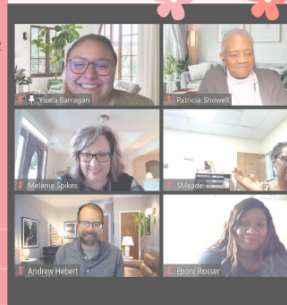 Yisela Barragan
Patricia Showell
Melanie Spikes
SMeade
Andrew Hebert
Eboni Rosser